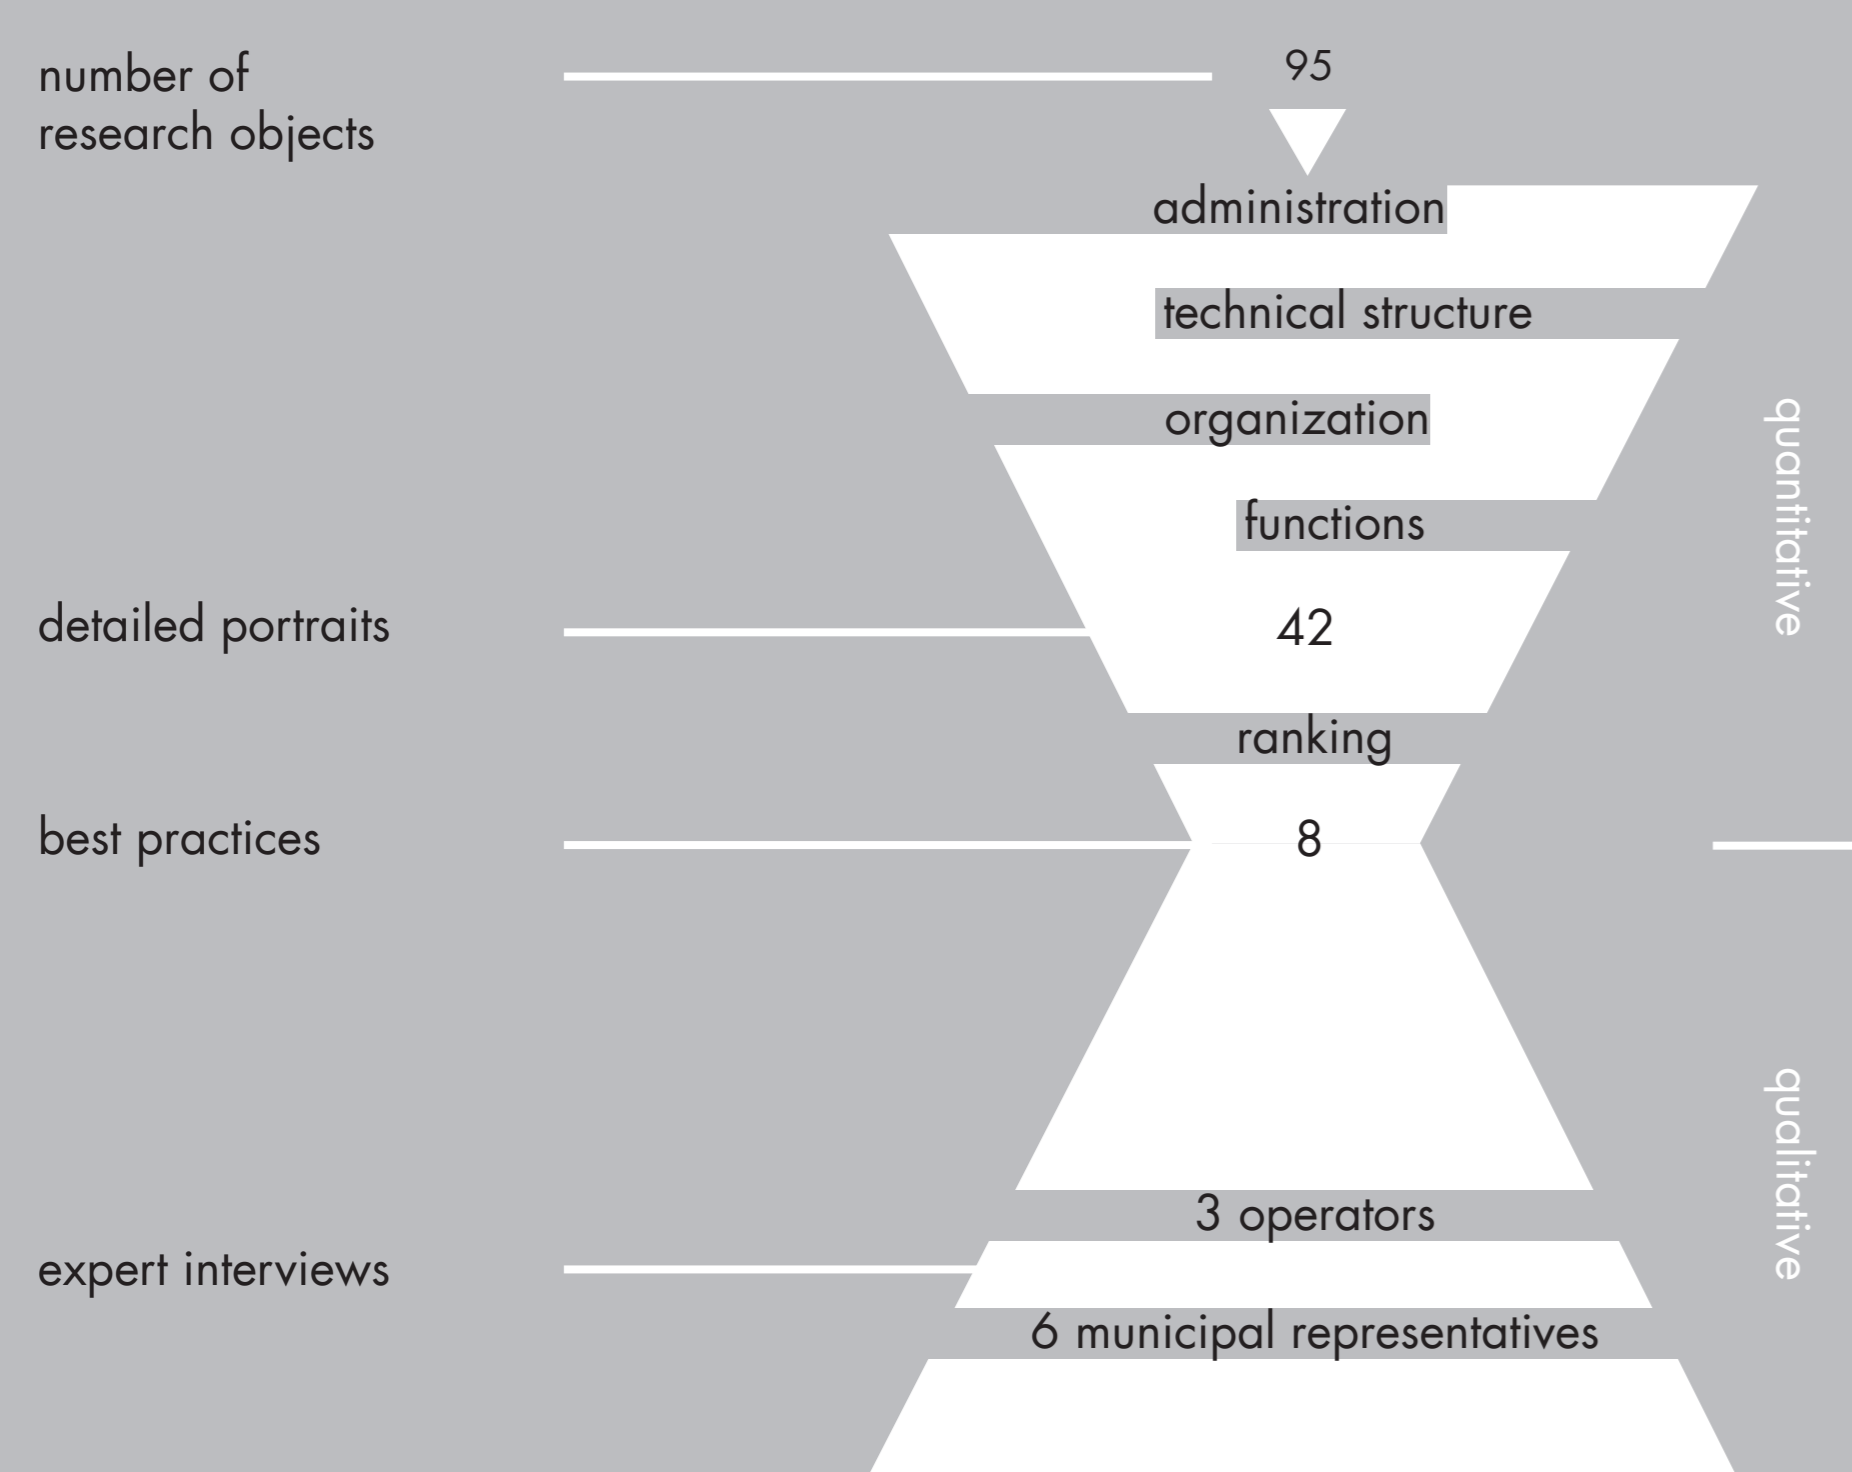 number of
research objects
95
administration
technical structure
organization
functions
quantitative
detailed portraits
42
ranking
best practices
8
qualitative
3 operators
expert interviews
6 municipal representatives